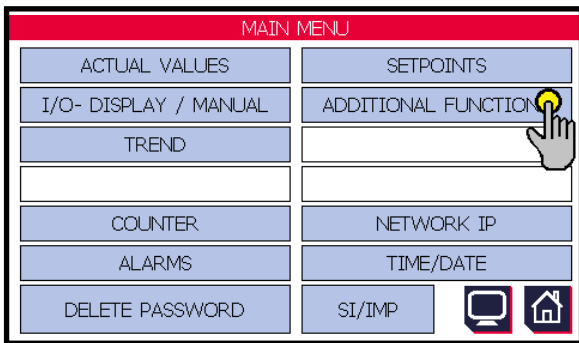 MAIN MENU
ACTUAL VALUES
SETPOINTS
I/O- DISPLAY / MANUAL
ADDITIONAL FUNCTION
TREND
COUNTER
NETWORK IP
ALARMS
TIME/DATE
DELETE PASSWORD
SI/IMP